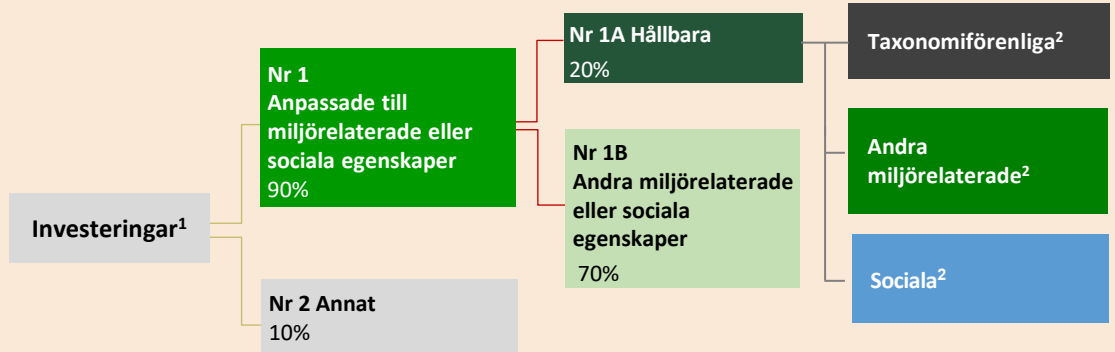 Investeringar¹
Nr 1
Anpassade till
miljörelaterade eller
sociala egenskaper
90%
Nr 2 Annat
10%
Nr 1A Hållbara
20%
Nr 1B
Andra miljörelaterade
eller sociala
egenskaper
70%
Taxonomiförenliga²
Andra
miljörelaterade²
Sociala²